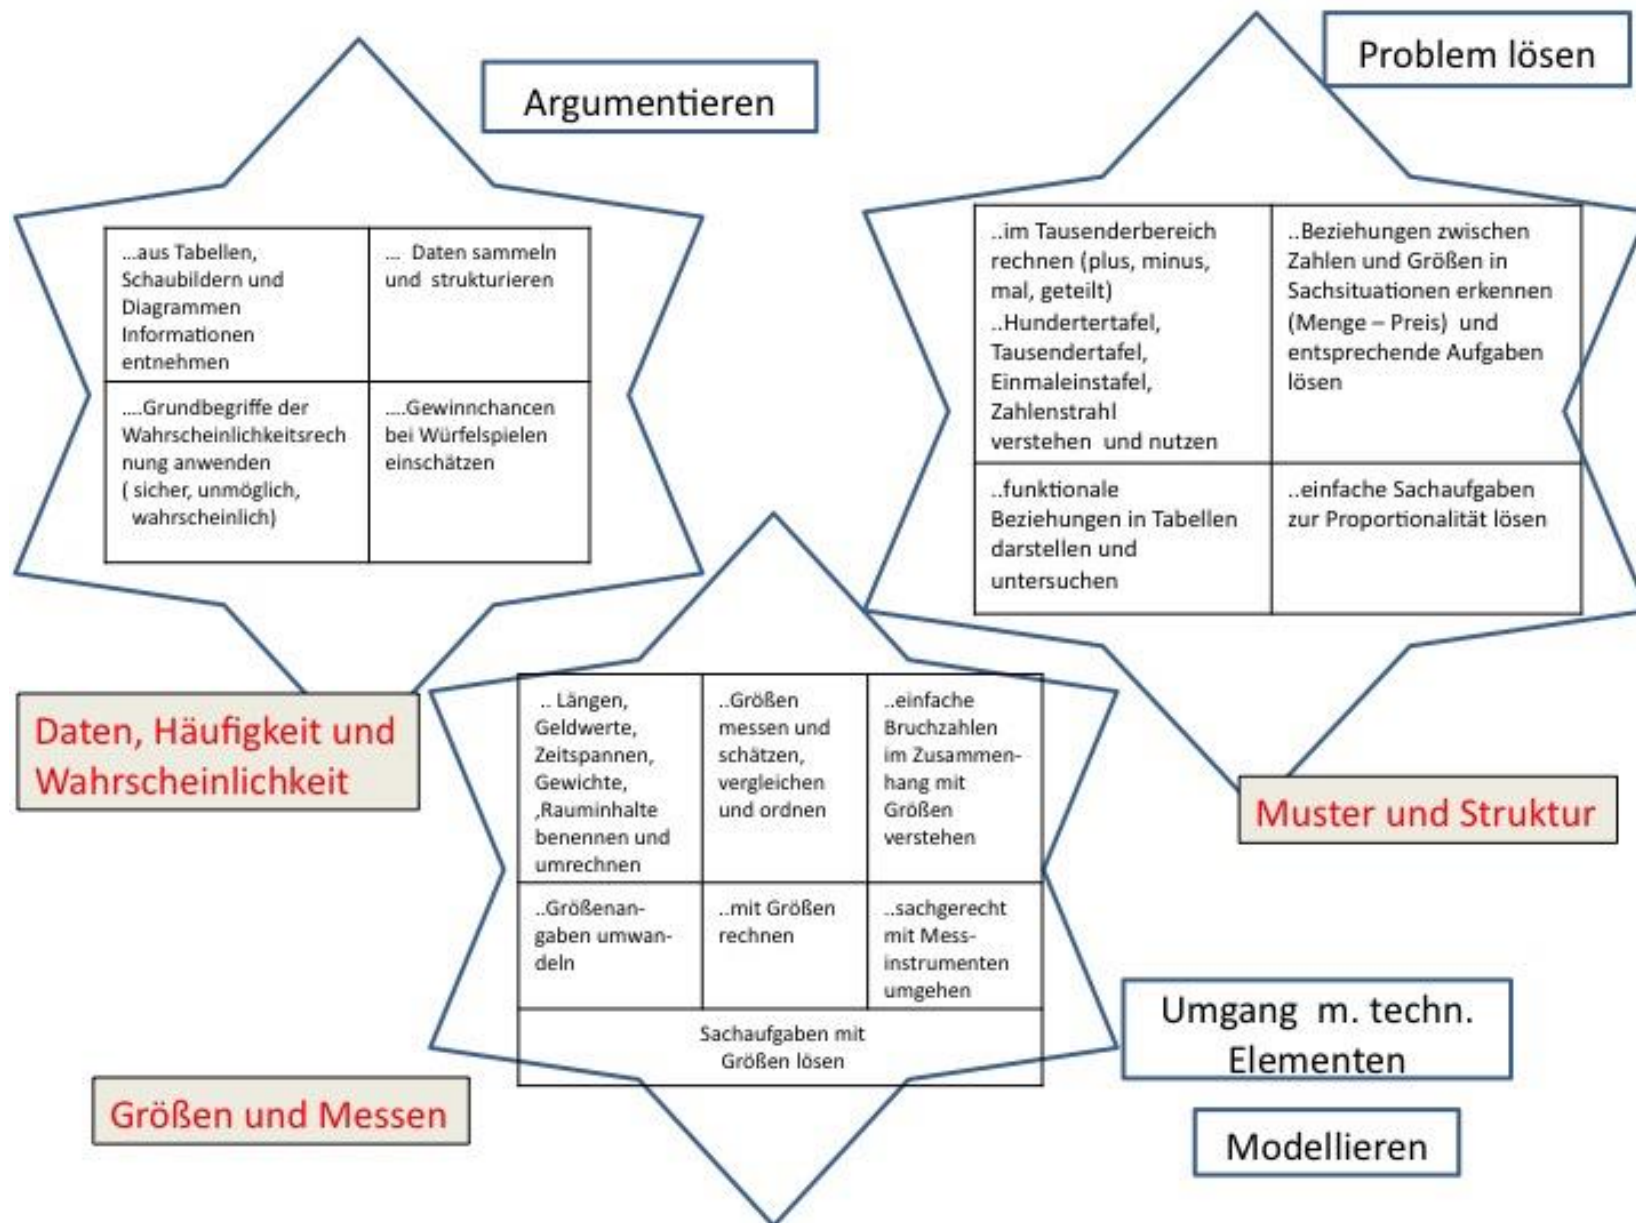 Argumentieren
Problem lösen
...aus Tabellen,
Schaubildern und
Diagrammen
Informationen
entnehmen
... Daten sammeln
und strukturieren
....Grundbegriffe der
Wahrscheinlichkeitsrech
nung anwenden
( sicher, unmöglich,
wahrscheinlich)
....Gewinnchancen
bei Würfelspielen
einschätzen
..im Tausenderbereich
rechnen (plus, minus,
mal, geteilt)
..Hundertertafel,
Tausendertafel,
Einmaleinstafel,
Zahlenstrahl
verstehen und nutzen
..Beziehungen zwischen
Zahlen und Größen in
Sachsituationen erkennen
(Menge – Preis) und
entsprechende Aufgaben
lösen
..funktionale
Beziehungen in Tabellen
darstellen und
untersuchen
..einfache Sachaufgaben
zur Proportionalität lösen
Daten, Häufigkeit und
Wahrscheinlichkeit
Muster und Struktur
.. Längen,
Geldwerte,
Zeitspannen,
Gewichte,
,Rauminhalte
benennen und
umrechnen
..Größen
messen und
schätzen,
vergleichen
und ordnen
..einfache
Bruchzahlen
im Zusammen-
hang mit
Größen
verstehen
..Größenan-
gaben umwan-
deln
..mit Größen
rechnen
..sachgerecht
mit Mess-
instrumenten
umgehen
Sachaufgaben mit
Größen lösen
Umgang m. techn.
Elementen
Größen und Messen
Modellieren